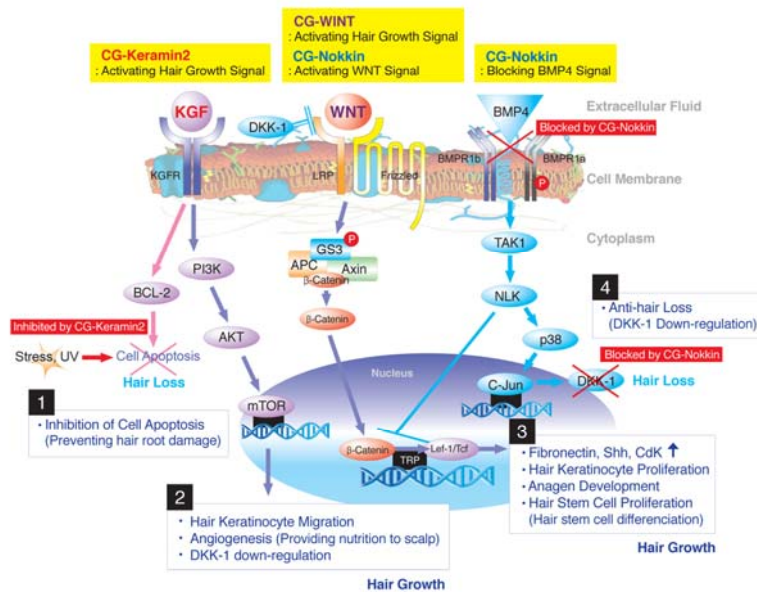 CG-WINT
: Activating Hair Growth Signal
CG-Keramin2
: Activating Hair Growth Signal
CG-Nokkin
: Activating WNT Signal
CG-Nokkin
: Blocking BMP4 Signal
KGF
DKK-1
WNT
BMP4
Extracellular Fluid
Blocked by CG-Nokkin
BMPR1b
BMPR1a
KGFR
LRP
Frizzled
Cell Membrane
P
Cytoplasm
TAK1
P
GS3
APC
Axin
β-Catenin
PI3K
BCL-2
NLK
4
Inhibited by CG-Keramin2
β-Catenin
AKT
p38
• Anti-hair Loss
(DKK-1 Down-regulation)
Stress, UV
Cell Apoptosis
Hair Loss
Blocked by CG-Nokkin
Nucleus
C-Jun
DKK-1
Hair Loss
1
• Inhibition of Cell Apoptosis
(Preventing hair root damage)
mTOR
β-Catenin
Lef-1/Tcf
TRP
3
• Fibronectin, Shh, CdK ↑
• Hair Keratinocyte Proliferation
• Anagen Development
• Hair Stem Cell Proliferation
(Hair stem cell differenciation)
Hair Growth
2
• Hair Keratinocyte Migration
• Angiogenesis (Providing nutrition to scalp)
• DKK-1 down-regulation
Hair Growth